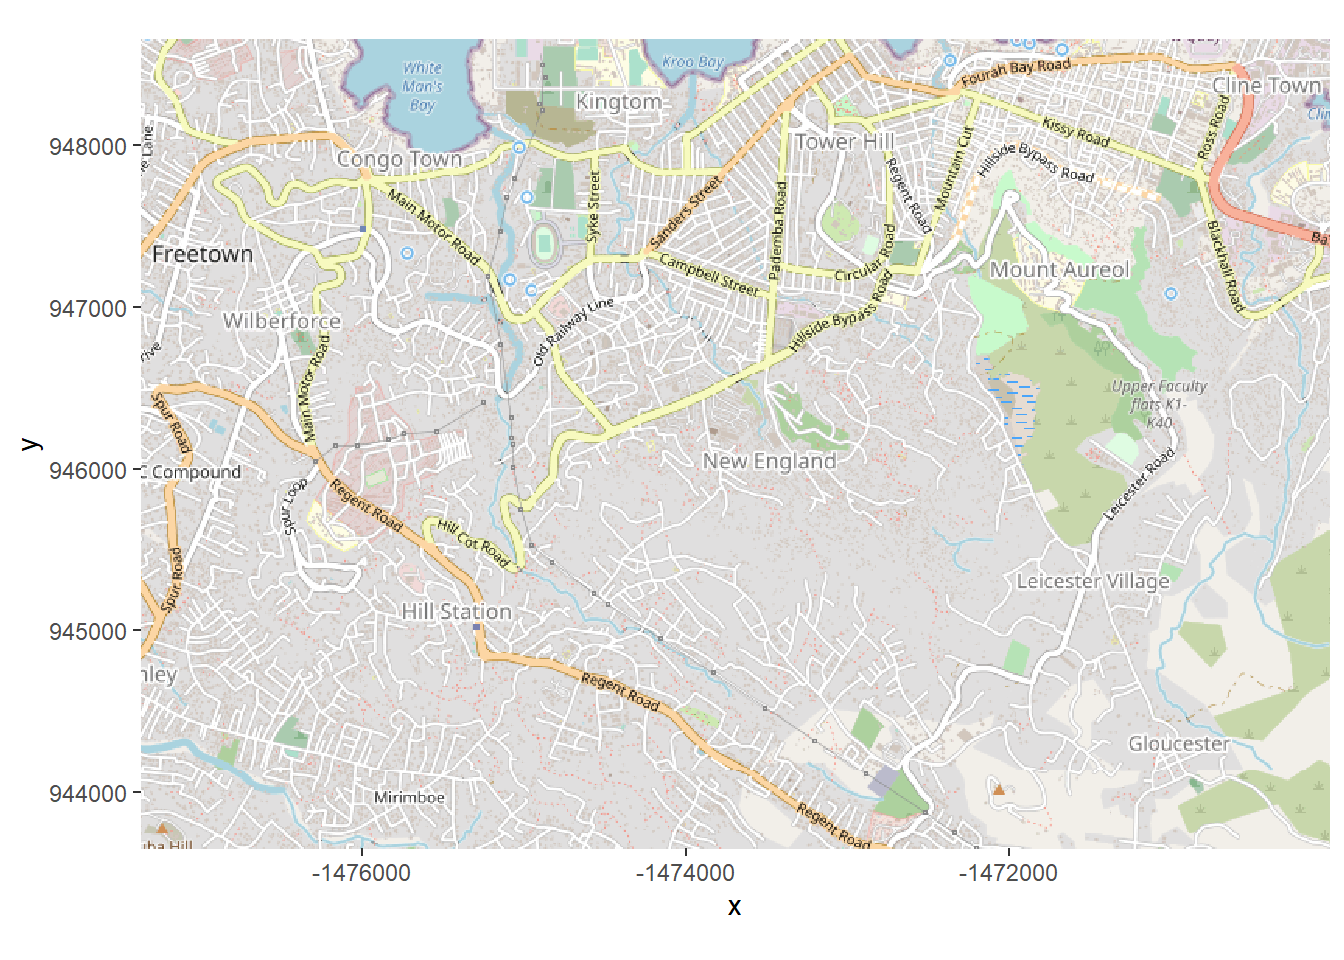 Kroo Bay
White
Man's
Bay
Fourah Bay Road
Cline Town
Kingtom
948000
Lane
Congo Town
Tower Hill
Kissy Road
Ross Road
Mountain Cut
Hillside Bypass Road
Regent Road
Main Motor Road
Syke Street
Sanders Street
Pademba Road
Freetown
Campbell Street
Circular Road
Mount Aureol
Blackhall Road
947000
Wilberforce
Old Railway Line
Hillside Bypass Road
Main Motor Road
Upper Faculty
flats K1-
K40
Spur Road
y
946000
Compound
New England
Spur Loop
Regent Road
Leicester Road
Hill Cot Road
Spur Road
Leicester Village
Hill Station
945000
Regent Road
Gloucester
944000
Mirimboe
Regent Road
Hill
-1476000
-1474000
-1472000
x